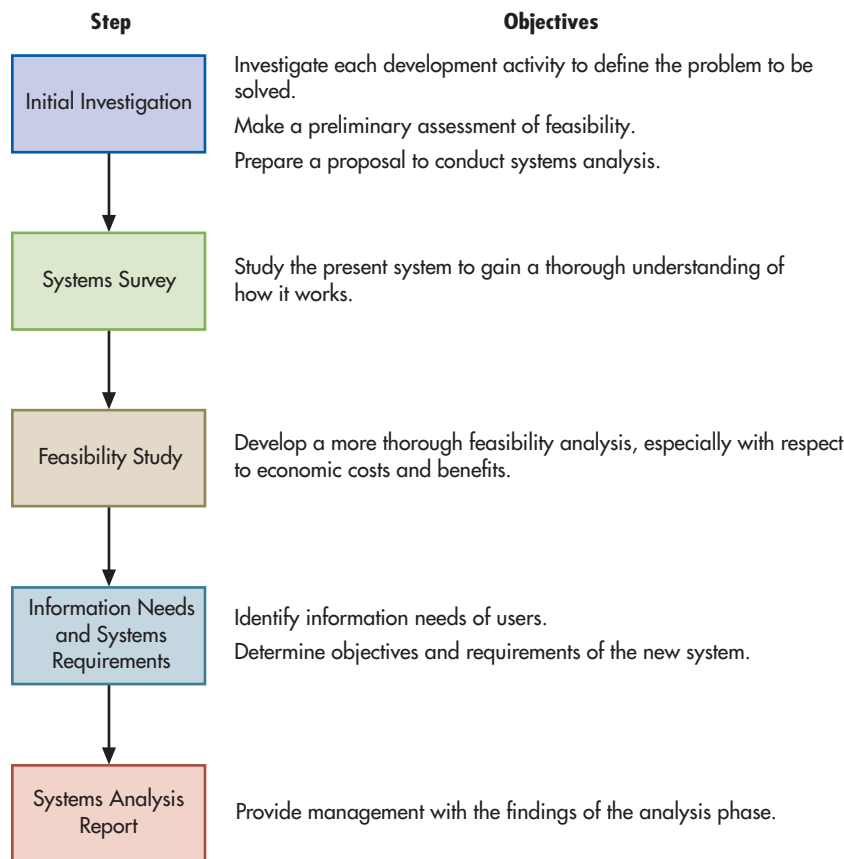 Step
Objectives
Initial Investigation
Investigate each development activity to define the problem to be
solved.
Make a preliminary assessment of feasibility.
Prepare a proposal to conduct systems analysis.
Systems Survey
Study the present system to gain a thorough understanding of
how it works.
Feasibility Study
Develop a more thorough feasibility analysis, especially with respect
to economic costs and benefits.
Information Needs
and Systems
Requirements
Identify information needs of users.
Determine objectives and requirements of the new system.
Systems Analysis
Report
Provide management with the findings of the analysis phase.